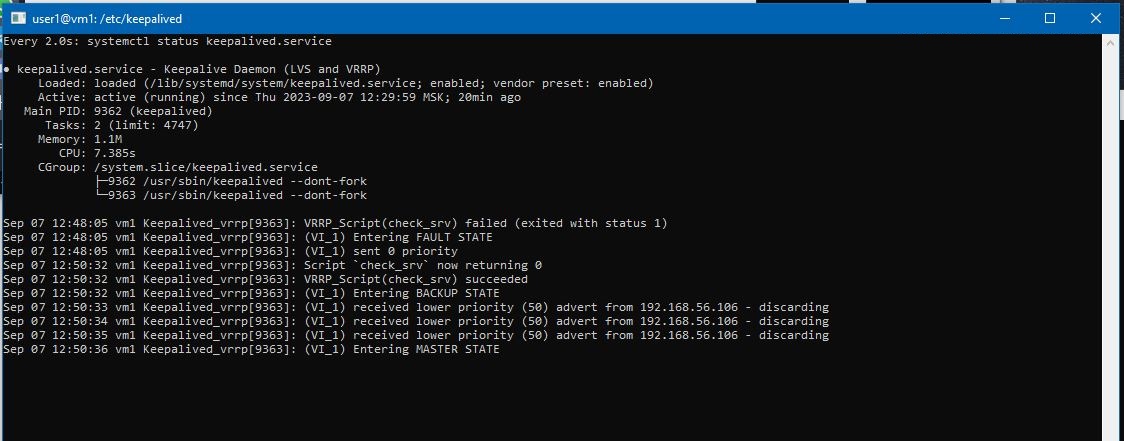 user1@vm1: /etc/keepalived
Every 2.0s: systemctl status keepalived.service
● keepalived.service - Keepalive Daemon (LVS and VRRP)
Loaded: loaded (/lib/systemd/system/keepalived.service; enabled; vendor preset: enabled)
Active: active (running) since Thu 2023-09-07 12:29:59 MSK; 20min ago
Main PID: 9362 (keepalived)
Tasks: 2 (limit: 4747)
Memory: 1.1M
CPU: 7.385s
CGroup: /system.slice/keepalived.service
├─9362 /usr/sbin/keepalived --dont-fork
└─9363 /usr/sbin/keepalived --dont-fork
Sep 07 12:48:05 vm1 Keepalived_vrrp[9363]: VRRP_Script(check_srv) failed (exited with status 1)
Sep 07 12:48:05 vm1 Keepalived_vrrp[9363]: (VI_1) Entering FAULT STATE
Sep 07 12:48:05 vm1 Keepalived_vrrp[9363]: (VI_1) sent 0 priority
Sep 07 12:50:32 vm1 Keepalived_vrrp[9363]: Script `check_srv` now returning 0
Sep 07 12:50:32 vm1 Keepalived_vrrp[9363]: VRRP_Script(check_srv) succeeded
Sep 07 12:50:32 vm1 Keepalived_vrrp[9363]: (VI_1) Entering BACKUP STATE
Sep 07 12:50:33 vm1 Keepalived_vrrp[9363]: (VI_1) received lower priority (50) advert from 192.168.56.106 - discarding
Sep 07 12:50:34 vm1 Keepalived_vrrp[9363]: (VI_1) received lower priority (50) advert from 192.168.56.106 - discarding
Sep 07 12:50:35 vm1 Keepalived_vrrp[9363]: (VI_1) received lower priority (50) advert from 192.168.56.106 - discarding
Sep 07 12:50:36 vm1 Keepalived_vrrp[9363]: (VI_1) Entering MASTER STATE